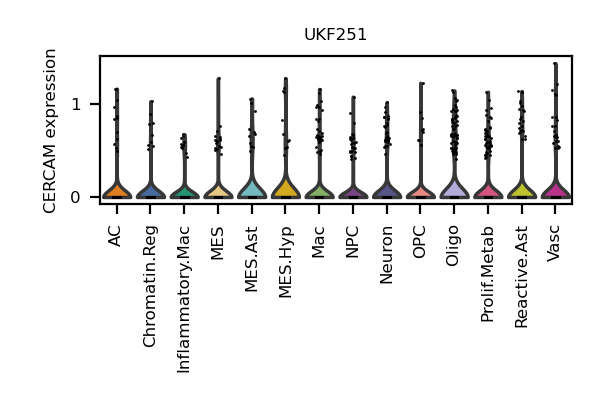 UKF251
CERCAM expression
1
0
AC
Chromatin.Reg
Inflammatory.Mac
MES
MES.Ast
MES.Hyp
Mac
NPC
Neuron
OPC
Oligo
Prolif.Metab
Reactive.Ast
Vasc